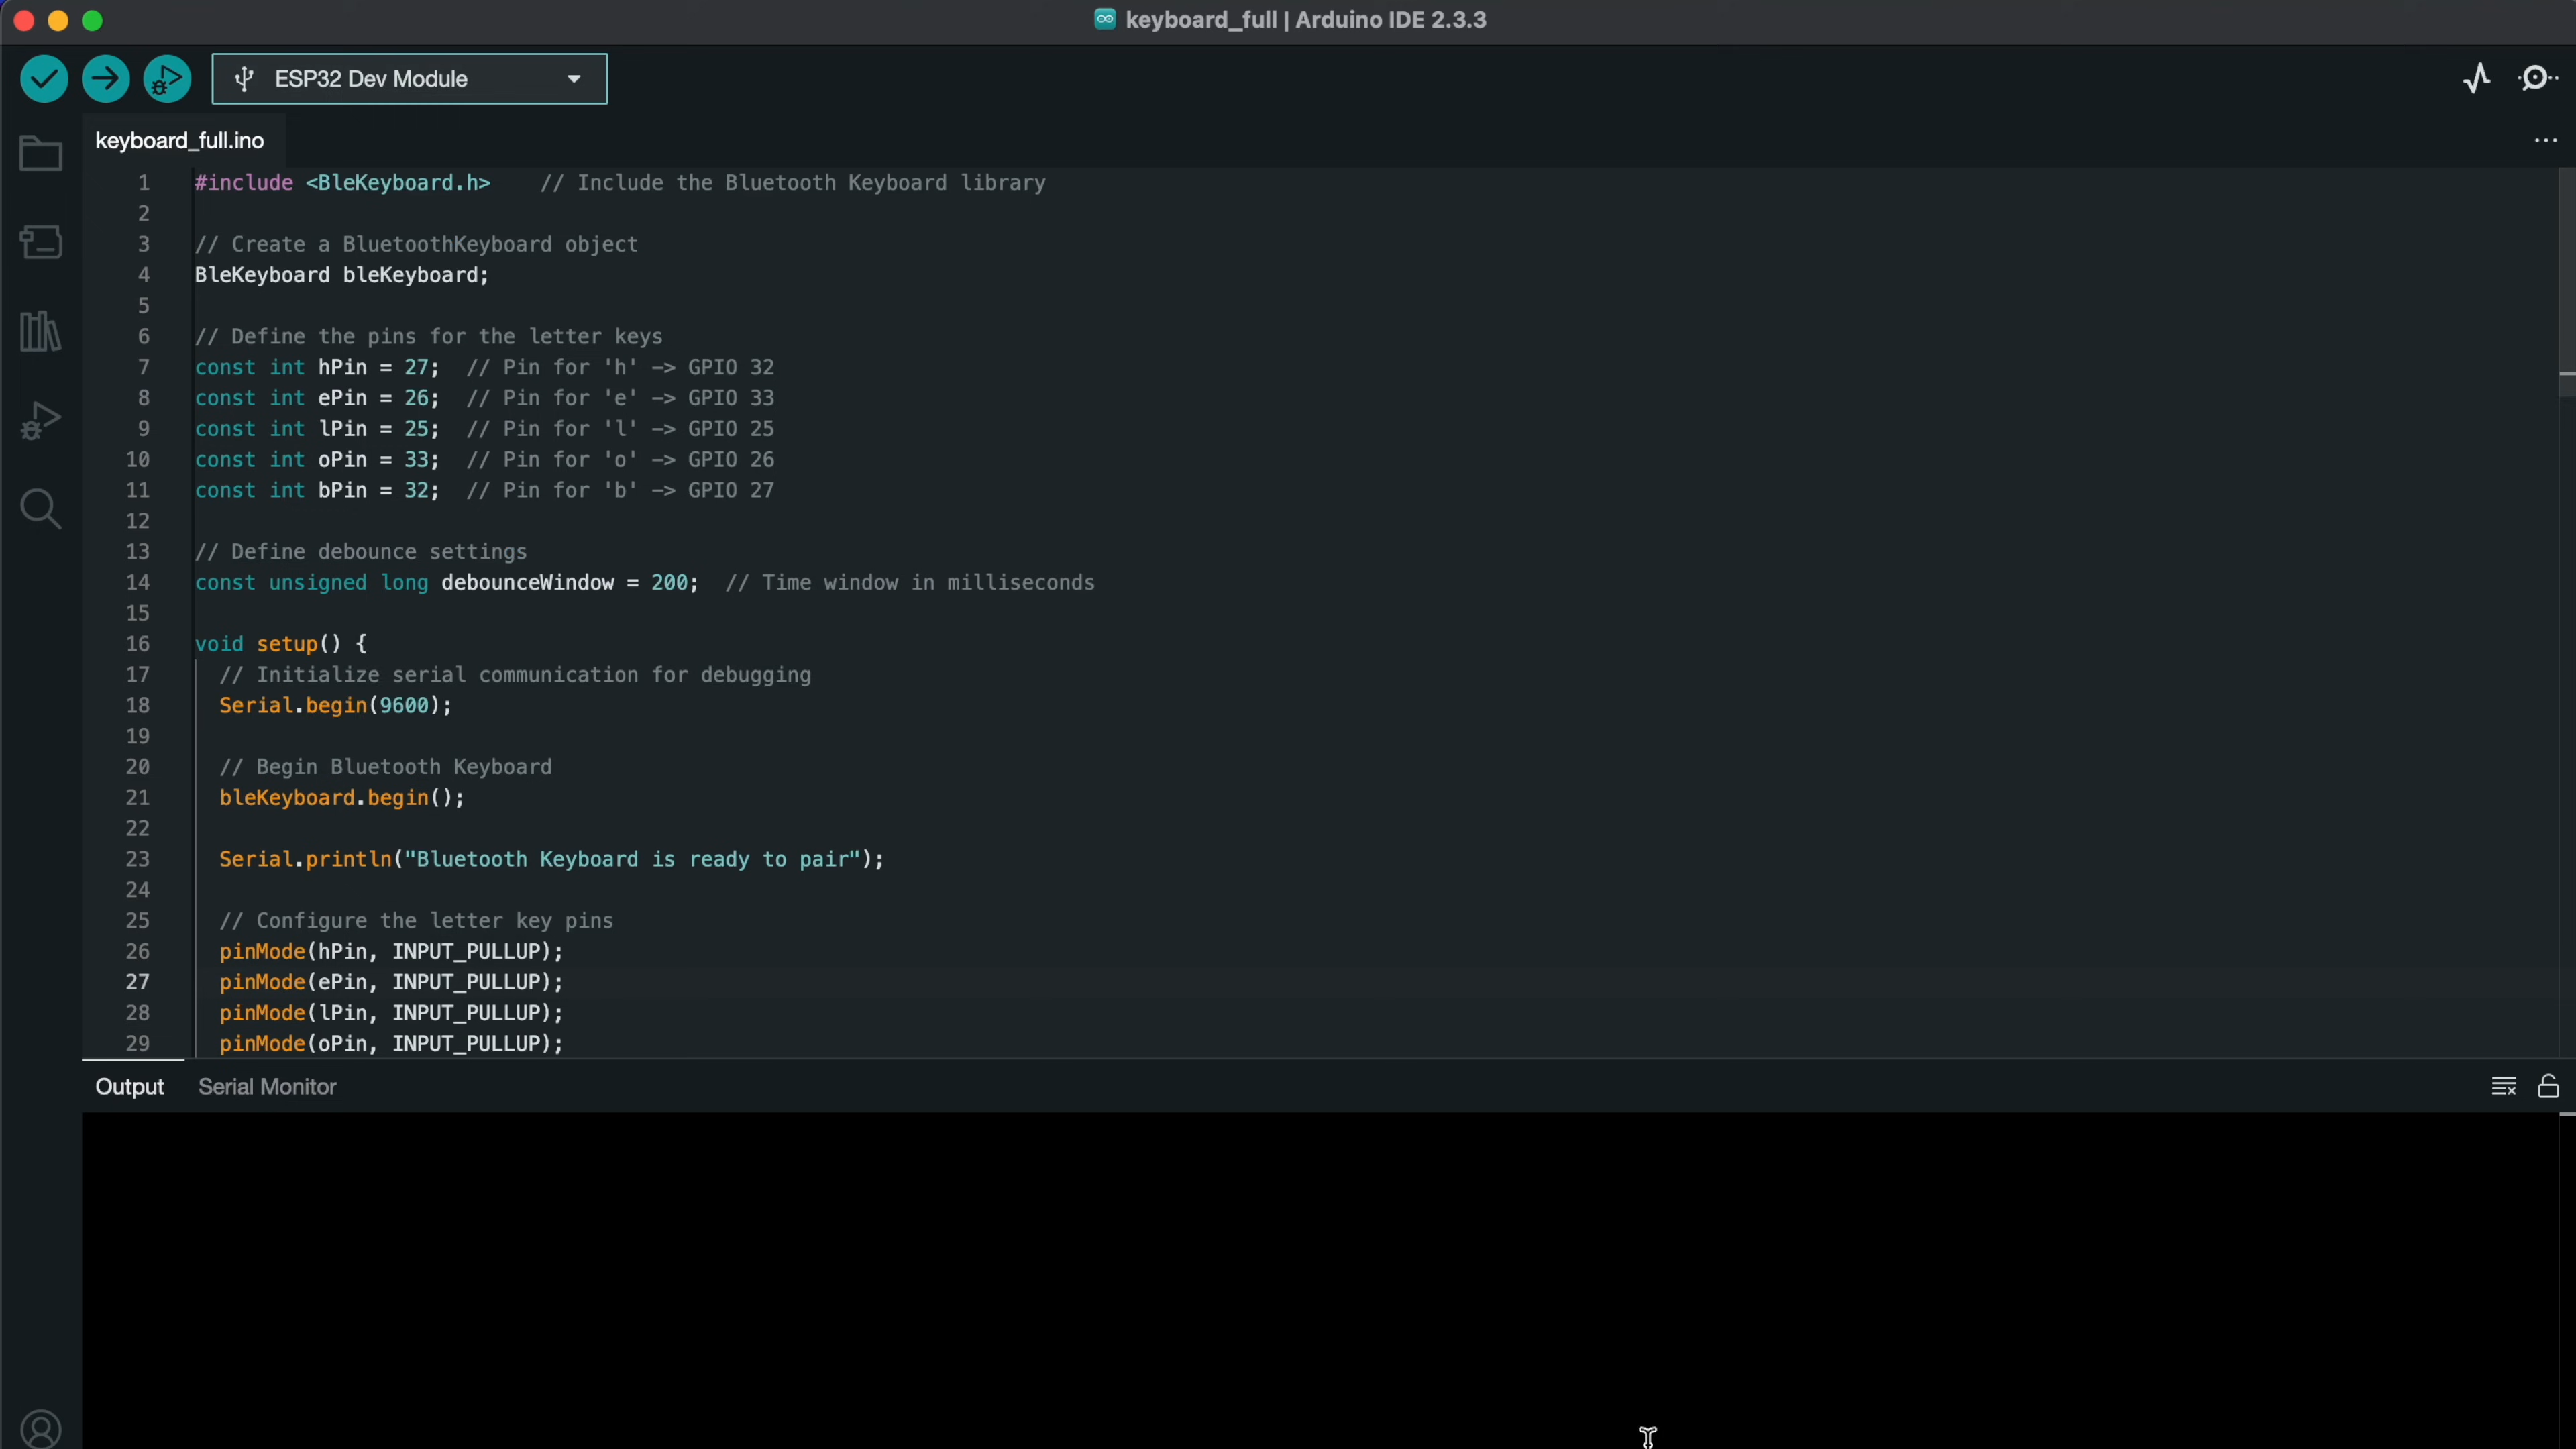 keyboard_full | Arduino IDE 2.3.3
ESP32 Dev Module
keyboard_full.ino
1 #include <BleKeyboard.h>    // Include the Bluetooth Keyboard library
2
3 // Create a BluetoothKeyboard object
4 BleKeyboard bleKeyboard;
5
6 // Define the pins for the letter keys
7 const int hPin = 27;  // Pin for 'h' -> GPIO 32
8 const int ePin = 26;  // Pin for 'e' -> GPIO 33
9 const int lPin = 25;  // Pin for 'l' -> GPIO 25
10 const int oPin = 33;  // Pin for 'o' -> GPIO 26
11 const int bPin = 32;  // Pin for 'b' -> GPIO 27
12
13 // Define debounce settings
14 const unsigned long debounceWindow = 200;  // Time window in milliseconds
15
16 void setup() {
17   // Initialize serial communication for debugging
18   Serial.begin(9600);
19
20   // Begin Bluetooth Keyboard
21   bleKeyboard.begin();
22
23   Serial.println("Bluetooth Keyboard is ready to pair");
24
25   // Configure the letter key pins
26   pinMode(hPin, INPUT_PULLUP);
27   pinMode(ePin, INPUT_PULLUP);
28   pinMode(lPin, INPUT_PULLUP);
29   pinMode(oPin, INPUT_PULLUP);
Output Serial Monitor